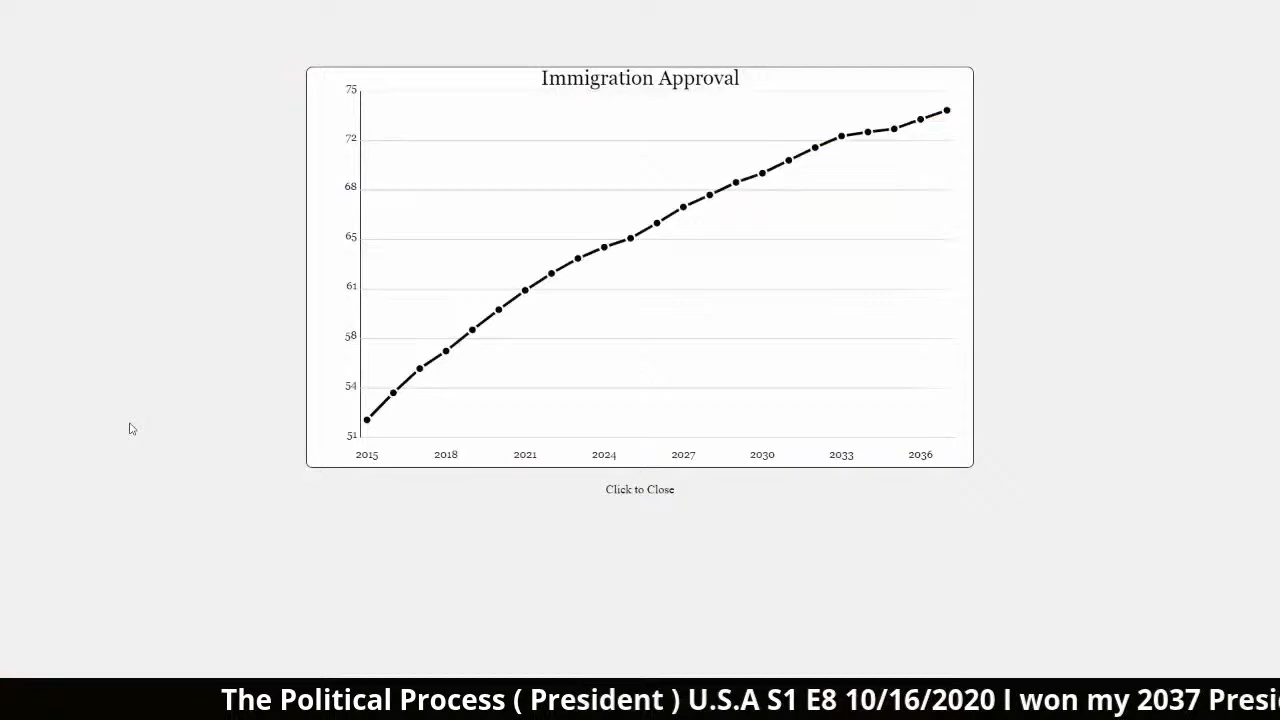 Immigration Approval
75
72
68
65
61
58
54
51
2015 2018 2021 2024 2027 2030 2033 2036
Click to Close
The Political Process ( President ) U.S.A S1 E8 10/16/2020 I won my 2037 Presi